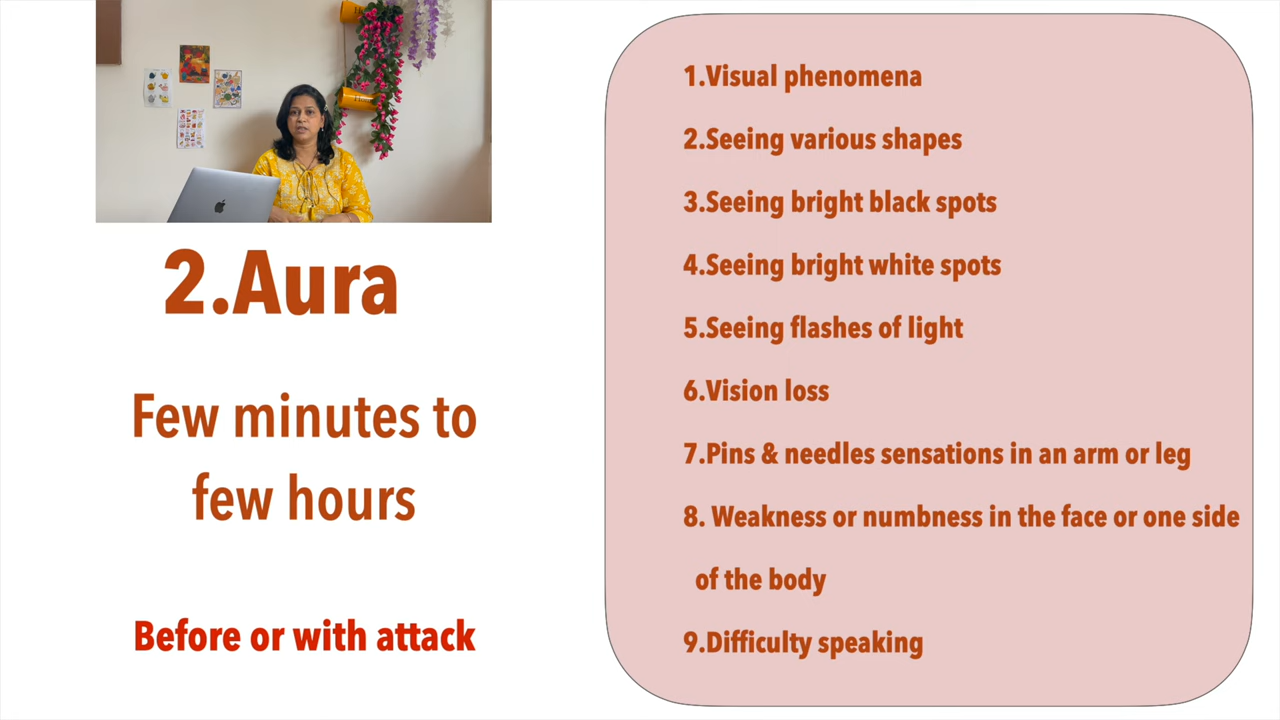 2.Aura
Few minutes to
few hours
Before or with attack
1.Visual phenomena
2.Seeing various shapes
3.Seeing bright black spots
4.Seeing bright white spots
5.Seeing flashes of light
6.Vision loss
7.Pins & needles sensations in an arm or leg
8. Weakness or numbness in the face or one side
of the body
9.Difficulty speaking